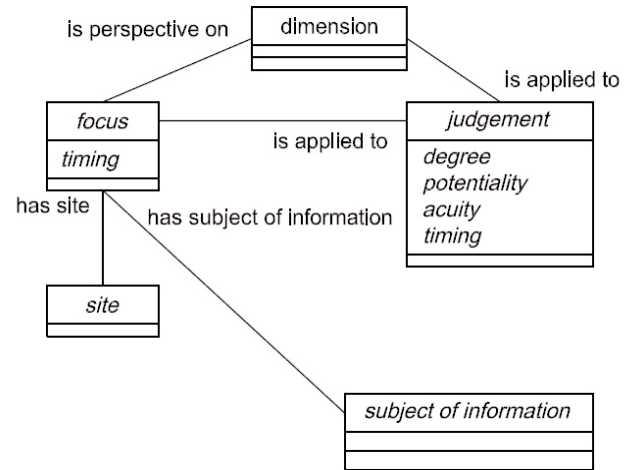 is perspective on
dimension
is applied to
focus
timing
is applied to
judgement
degree
potentiality
acuity
timing
has site
has subject of information
site
subject of information